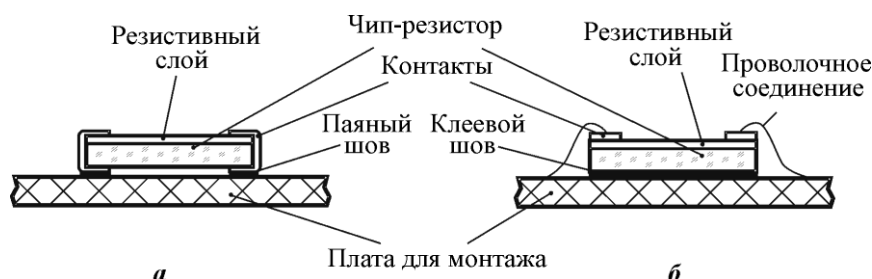 Резистивный
слой
Чип-резистор
Контакты
Паяный
шов
Клеевой
шов
Резистивный
слой
Проволочное
соединение
Плата для монтажа
а
б